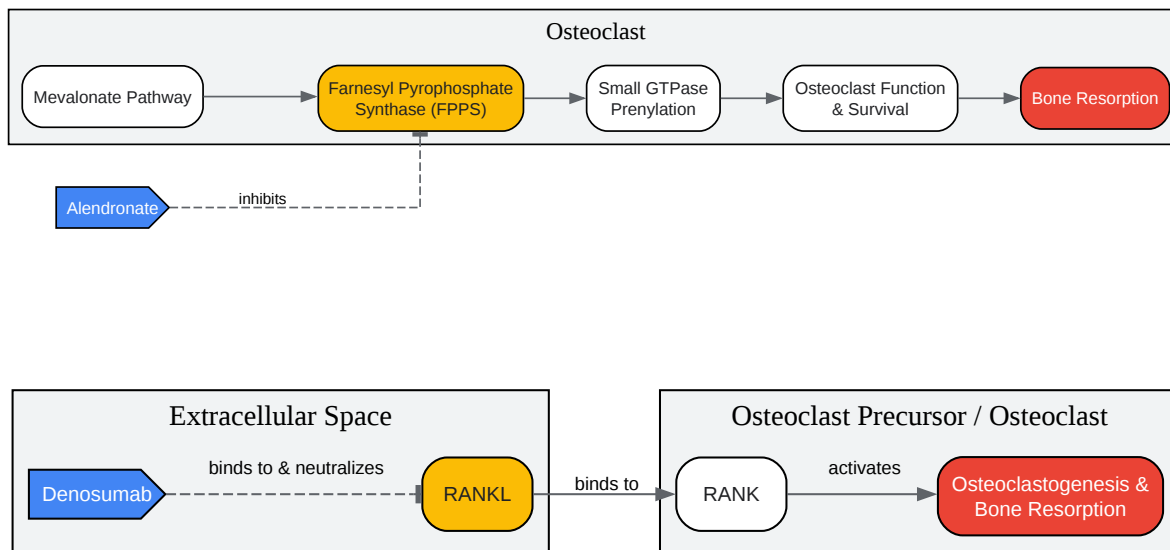 Osteoclast
Mevalonate Pathway
Farnesyl Pyrophosphate
Synthase (FPPS)
Small GTPase
Prenylation
Osteoclast Function
& Survival
Bone Resorption
Alendronate
inhibits
Extracellular Space
Denosumab
binds to & neutralizes
RANKL
binds to
Osteoclast Precursor / Osteoclast
RANK
activates
Osteoclastogenesis &
Bone Resorption